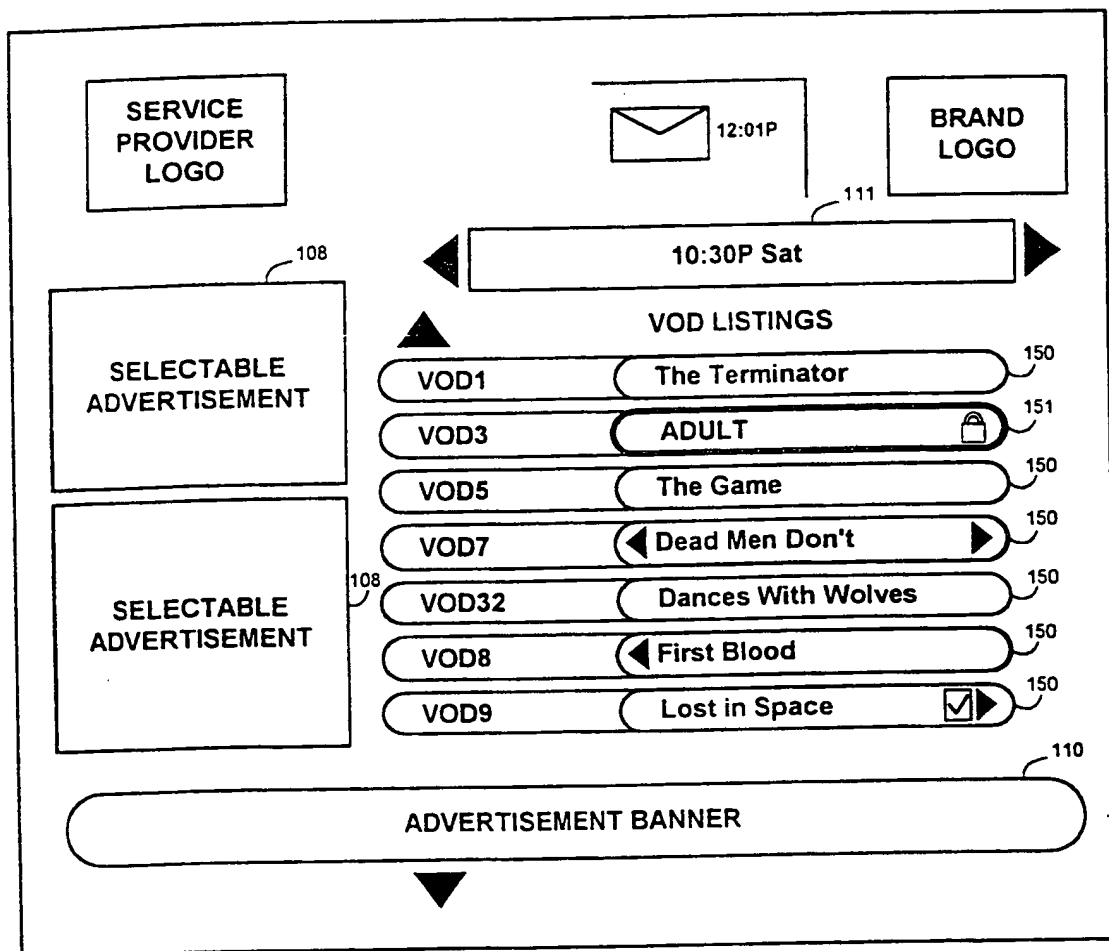 SERVICE
PROVIDER
LOGO
12:01P
BRAND
LOGO
111
10:30P Sat
108
VOD LISTINGS
SELECTABLE
ADVERTISEMENT
VOD1 The Terminator 150
VOD3 ADULT 151
VOD5 The Game 150
VOD7 Dead Men Don't 150
108
SELECTABLE
ADVERTISEMENT
VOD32 Dances With Wolves 150
VOD8 First Blood 150
VOD9 Lost in Space 150
110
ADVERTISEMENT BANNER